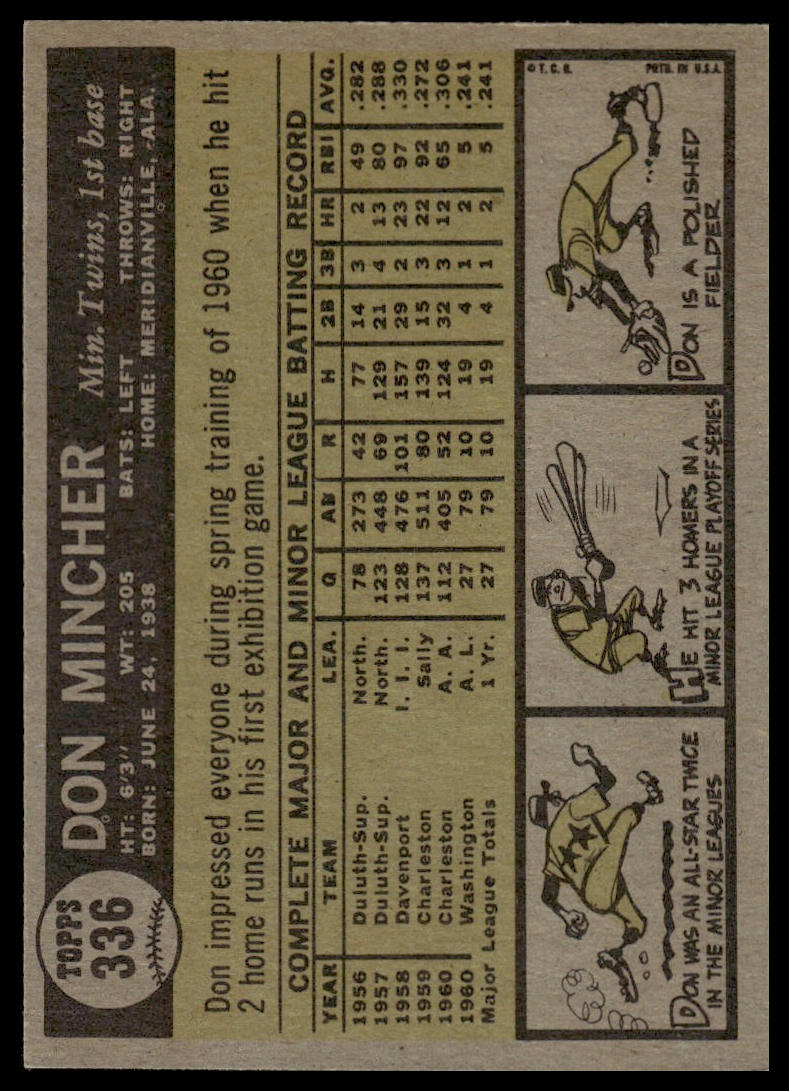 TOPPS
336
DON MINCHER Min. Twins, 1st base
HT: 6'3" WT: 205 BATS: LEFT THROWS: RIGHT
BORN: JUNE 24, 1938 HOME: MERIDIANVILLE, ALA.
Don impressed everyone during spring training of 1960 when he hit
2 home runs in his first exhibition game.
COMPLETE MAJOR AND MINOR LEAGUE BATTING RECORD
YEAR TEAM LEA. G AB R H 2B 3B HR RBI AVG.
1956 Duluth-Sup. North. 78 273 42 77 14 3 2 49 .282
1957 Duluth-Sup. North. 123 448 69 129 21 4 13 80 .288
1958 Davenport I. I. I. 128 476 101 157 29 2 23 97 .330
1959 Charleston Sally 137 511 80 139 15 3 22 92 .272
1960 Charleston A. A. 112 405 52 124 32 3 12 65 .306
1960 Washington A. L. 27 79 10 19 4 1 2 5 .241
Major League Totals 1 Yr. 27 79 10 19 4 1 2 5 .241
DON WAS AN ALL-STAR TWICE
IN THE MINOR LEAGUES
HE HIT 3 HOMERS IN A
MINOR LEAGUE PLAYOFF SERIES
© T. C. G. PRTD. IN U.S.A.
DON IS A POLISHED
FIELDER